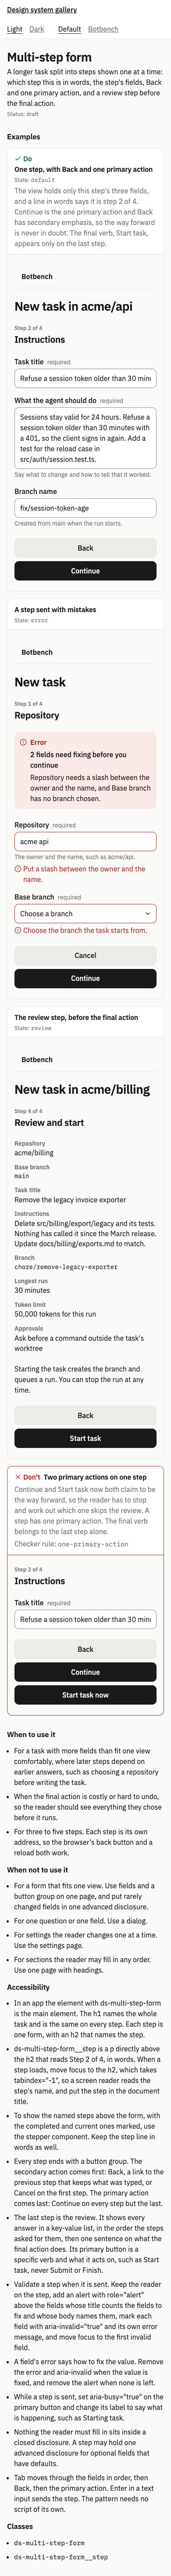 Design system gallery
Light Dark Default Botbench
Multi-step form
A longer task split into steps shown one at a time:
which step this is in words, the step's fields, Back
and one primary action, and a review step before
the final action.
Status: draft
Examples
✓ Do
One step, with Back and one primary action
State: default
The view holds only this step's three fields,
and a line in words says it is step 2 of 4.
Continue is the one primary action and Back
has secondary emphasis, so the way forward
is never in doubt. The final verb, Start task,
appears only on the last step.
Botbench
New task in acme/api
Step 2 of 4
Instructions
Task title required
Refuse a session token older than 30 minu
What the agent should do required
Sessions stay valid for 24 hours. Refuse a
session token older than 30 minutes with
a 401, so the client signs in again. Add a
test for the reload case in
src/auth/session.test.ts.
Say what to change and how to tell that it worked.
Branch name
fix/session-token-age
Created from main when the run starts.
Back
Continue
A step sent with mistakes
State: error
Botbench
New task
Step 1 of 4
Repository
Error
2 fields need fixing before you
continue
Repository needs a slash between the
owner and the name, and Base branch
has no branch chosen.
Repository required
acme api
The owner and the name, such as acme/api.
Put a slash between the owner and the
name.
Base branch required
Choose a branch
Choose the branch the task starts from.
Cancel
Continue
The review step, before the final action
State: review
Botbench
New task in acme/billing
Step 4 of 4
Review and start
Repository
acme/billing
Base branch
main
Task title
Remove the legacy invoice exporter
Instructions
Delete src/billing/export/legacy and its tests.
Nothing has called it since the March release.
Update docs/billing/exports.md to match.
Branch
chore/remove-legacy-exporter
Longest run
30 minutes
Token limit
50,000 tokens for this run
Approvals
Ask before a command outside the task's
worktree
Starting the task creates the branch and
queues a run. You can stop the run at any
time.
Back
Start task
✕ Don't Two primary actions on one step
Continue and Start task now both claim to be
the way forward, so the reader has to stop
and work out which one skips the review. A
step has one primary action. The final verb
belongs to the last step alone.
Checker rule: one-primary-action
Step 2 of 4
Instructions
Task title required
Refuse a session token older than 30 minu
Back
Continue
Start task now
When to use it
• For a task with more fields than fit one view
comfortably, where later steps depend on
earlier answers, such as choosing a repository
before writing the task.
• When the final action is costly or hard to undo,
so the reader should see everything they chose
before it runs.
• For three to five steps. Each step is its own
address, so the browser's back button and a
reload both work.
When not to use it
• For a form that fits one view. Use fields and a
button group on one page, and put rarely
changed fields in one advanced disclosure.
• For one question or one field. Use a dialog.
• For settings the reader changes one at a time.
Use the settings page.
• For sections the reader may fill in any order.
Use one page with headings.
Accessibility
• In an app the element with ds-multi-step-form
is the main element. The h1 names the whole
task and is the same on every step. Each step is
one form, with an h2 that names the step.
• ds-multi-step-form__step is a p directly above
the h2 that reads Step 2 of 4, in words. When a
step loads, move focus to the h2, which takes
tabindex="-1", so a screen reader reads the
step's name, and put the step in the document
title.
• To show the named steps above the form, with
the completed and current ones marked, use
the stepper component. Keep the step line in
words as well.
• Every step ends with a button group. The
secondary action comes first: Back, a link to the
previous step that keeps what was typed, or
Cancel on the first step. The primary action
comes last: Continue on every step but the last.
• The last step is the review. It shows every
answer in a key-value list, in the order the steps
asked for them, then one sentence on what the
final action does. Its primary button is a
specific verb and what it acts on, such as Start
task, never Submit or Finish.
• Validate a step when it is sent. Keep the reader
on the step, add an alert with role="alert"
above the fields whose title counts the fields to
fix and whose body names them, mark each
field with aria-invalid="true" and its own error
message, and move focus to the first invalid
field.
• A field's error says how to fix the value. Remove
the error and aria-invalid when the value is
fixed, and remove the alert when none is left.
• While a step is sent, set aria-busy="true" on the
primary button and change its label to say what
is happening, such as Starting task.
• Nothing the reader must fill in sits inside a
closed disclosure. A step may hold one
advanced disclosure for optional fields that
have defaults.
• Tab moves through the fields in order, then
Back, then the primary action. Enter in a text
input sends the step. The pattern needs no
script of its own.
Classes
• ds-multi-step-form
• ds-multi-step-form__step